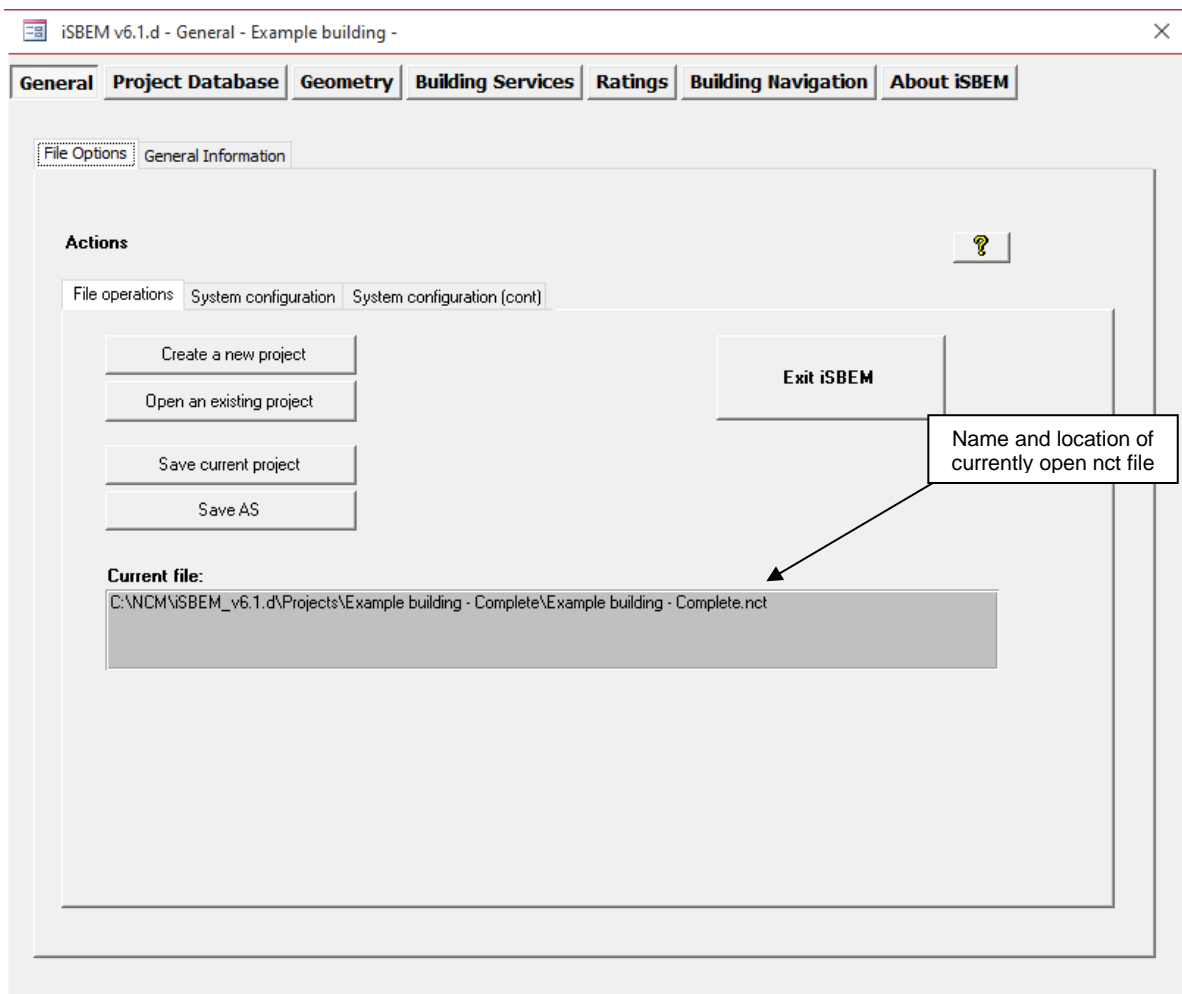 iSBEM v6.1.d - General - Example building -
General Project Database Geometry Building Services Ratings Building Navigation About iSBEM
File Options General Information
Actions
?
File operations System configuration System configuration (cont)
Create a new project
Exit iSBEM
Open an existing project
Name and location of
currently open nct file
Save current project
Save AS
Current file:
C:\NCM\iSBEM_v6.1.d\Projects\Example building - Complete\Example building - Complete.nct